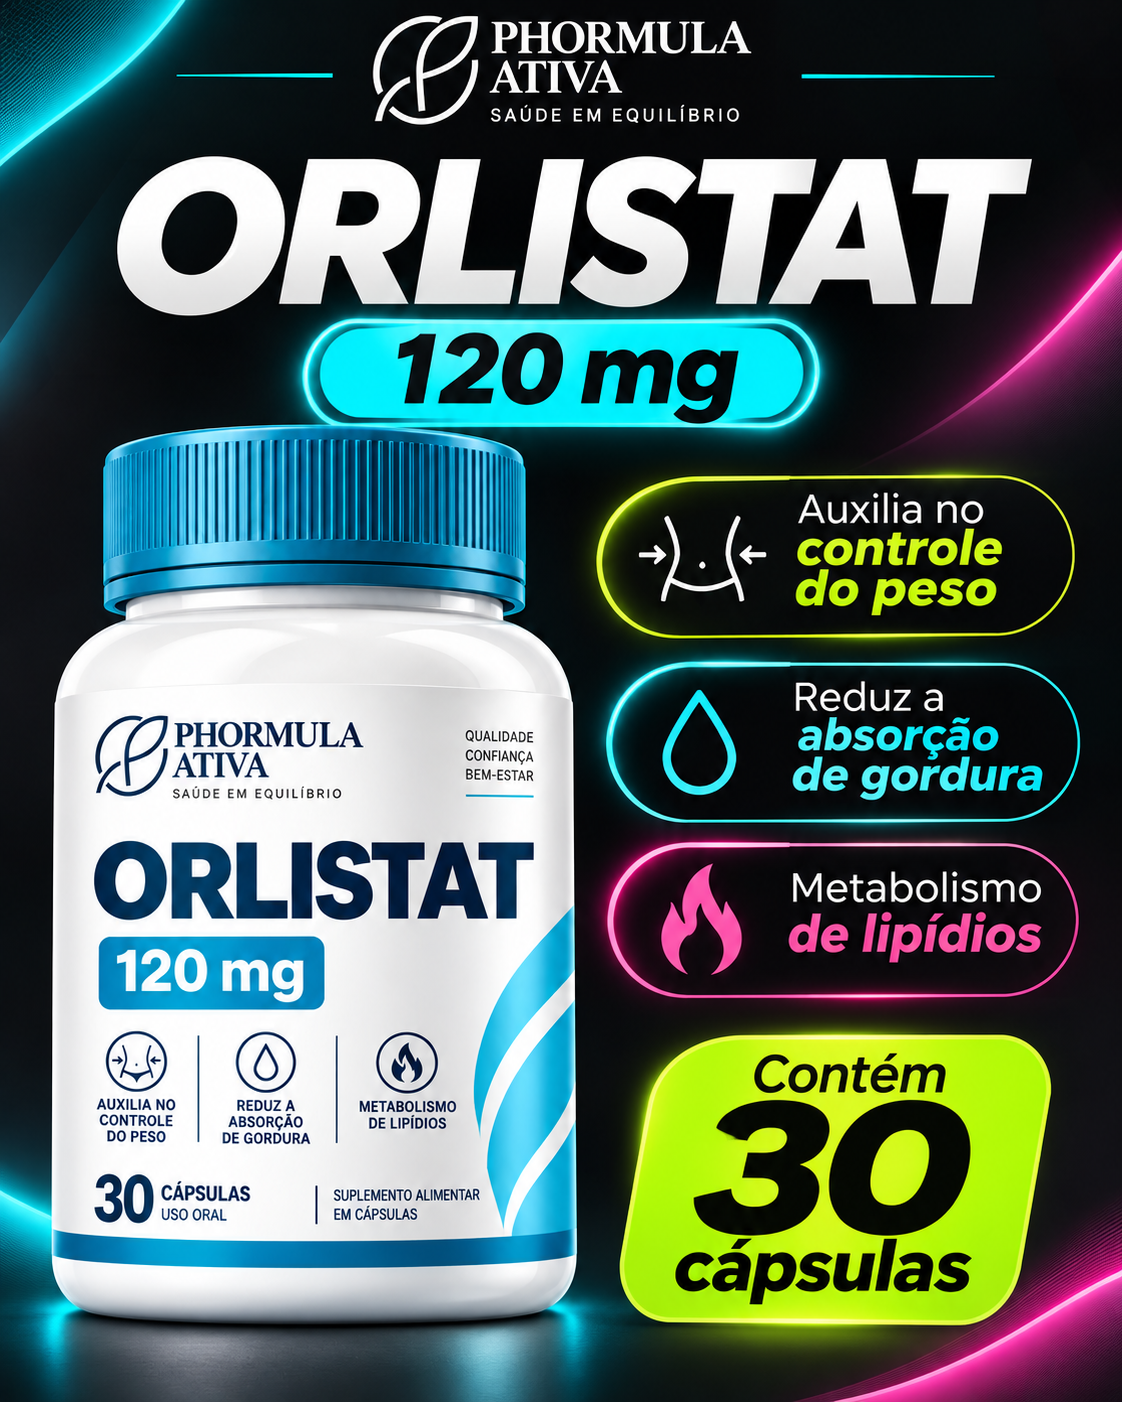 PHORMULA
ATIVA
SAÚDE EM EQUILÍBRIO
ORLISTAT
120 mg
Auxilia no
controle
do peso
Reduz a
absorção
de gordura
Metabolismo
de lipídios
Contém
30
cápsulas
PHORMULA
ATIVA
SAÚDE EM EQUILÍBRIO
QUALIDADE
CONFIANÇA
BEM-ESTAR
ORLISTAT
120 mg
AUXILIA NO
CONTROLE
DO PESO
REDUZ A
ABSORÇÃO
DE GORDURA
METABOLISMO
DE LIPÍDIOS
30 CÁPSULAS
USO ORAL
SUPLEMENTO ALIMENTAR
EM CÁPSULAS